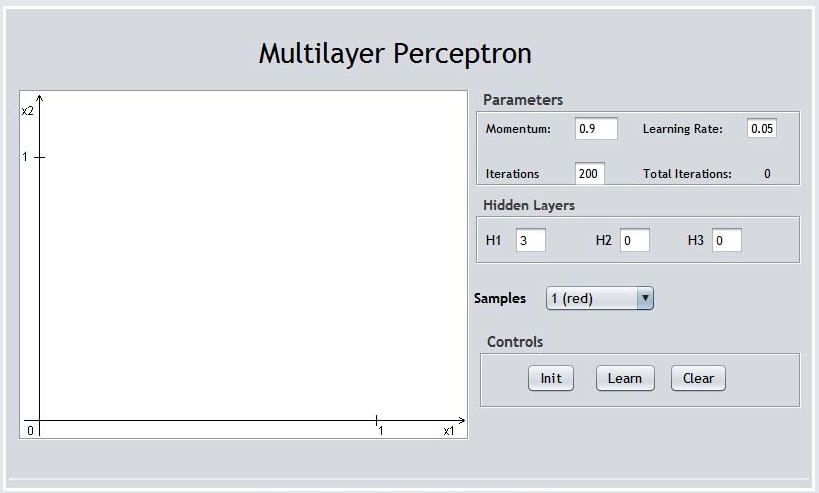 Multilayer Perceptron
x2
1
0
1
x1
Parameters
Momentum: 0.9 Learning Rate: 0.05
Iterations 200 Total Iterations: 0
Hidden Layers
H1 3 H2 0 H3 0
Samples 1 (red)
Controls
Init Learn Clear